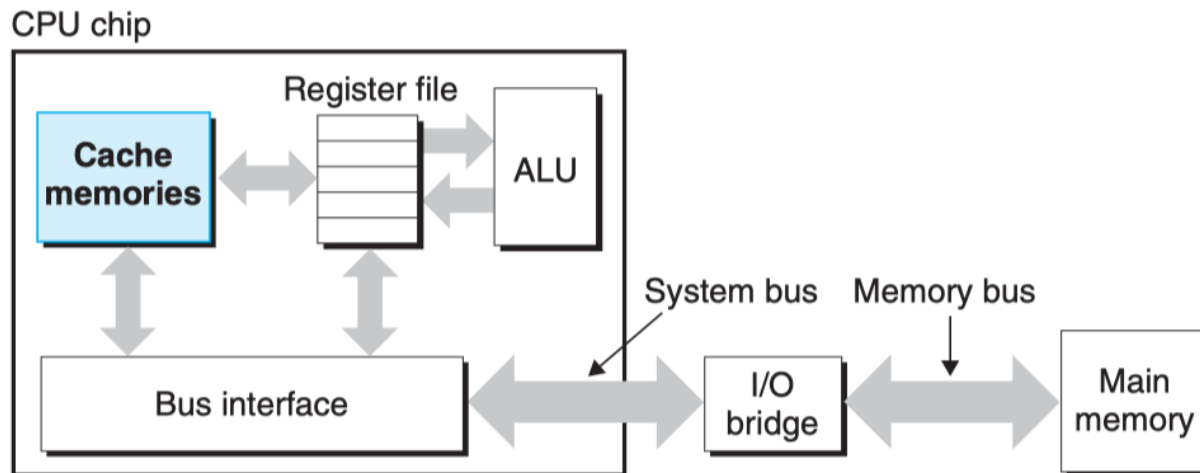 CPU chip
Register file
Cache
memories
ALU
System bus
Memory bus
Bus interface
I/O
bridge
Main
memory